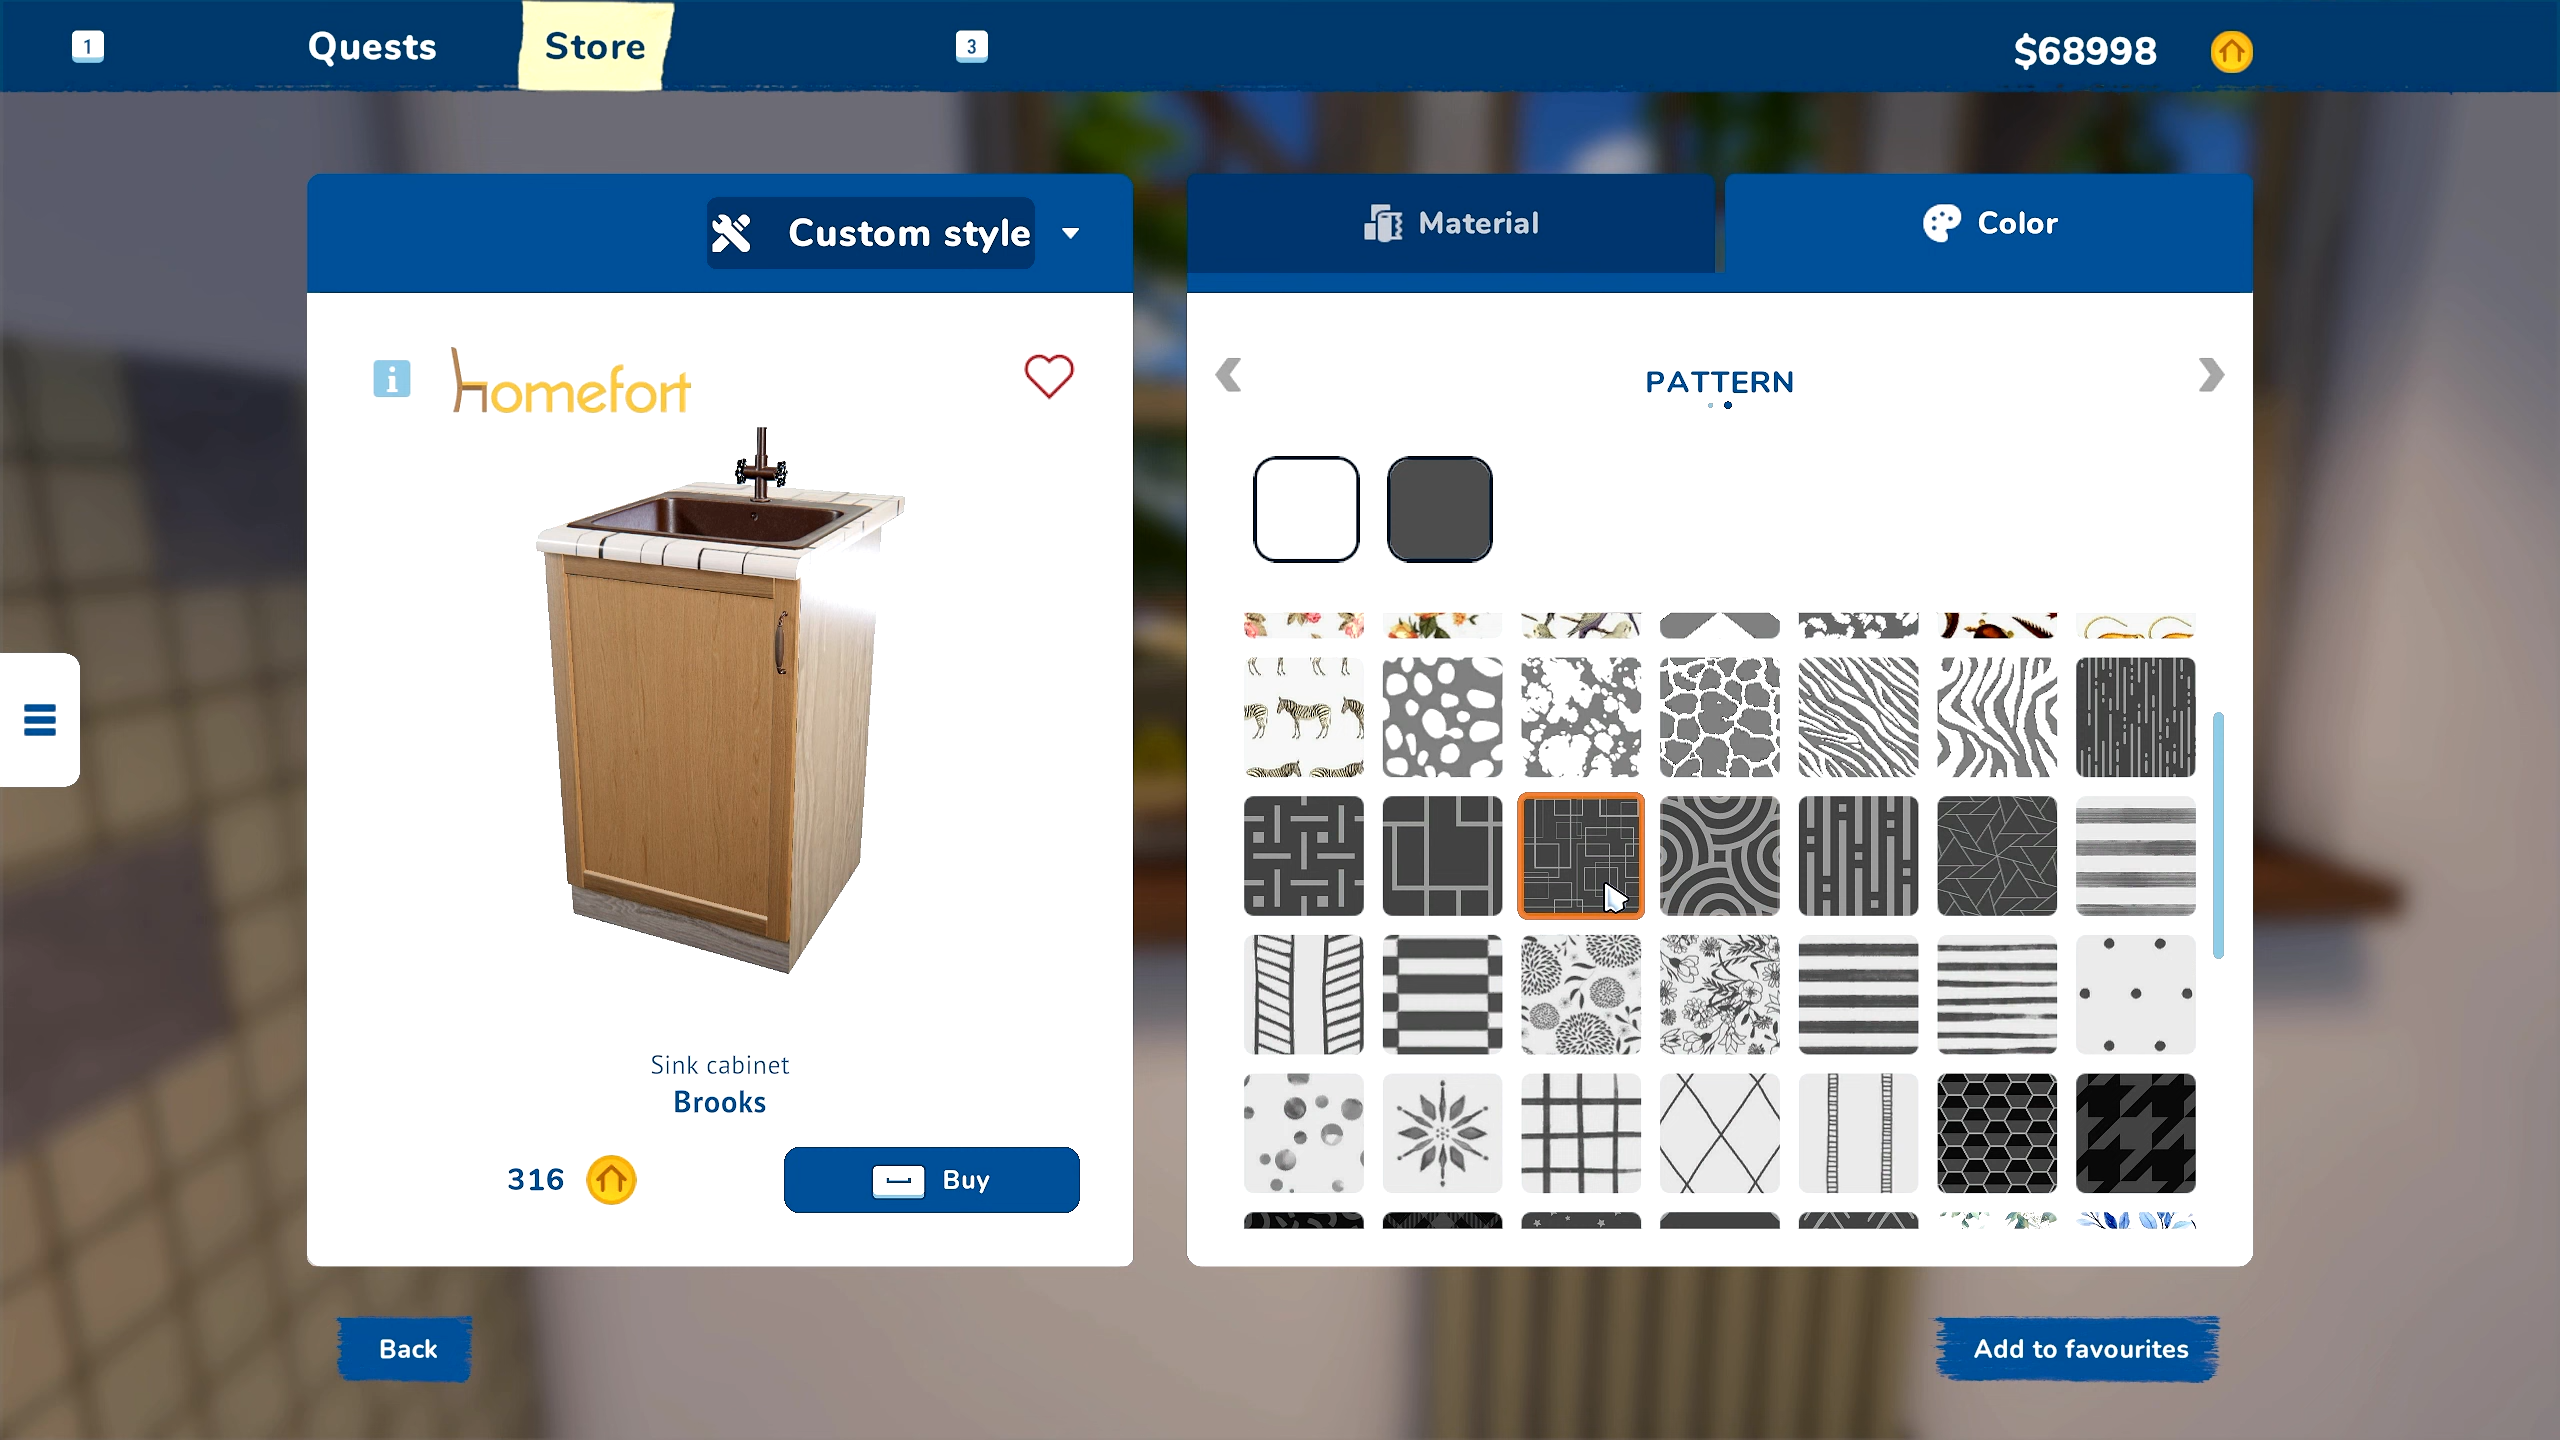 1
Quests
Store
3
$68998
Custom style
Material
Color
homefort
PATTERN
Sink cabinet
Brooks
316
Buy
Back
Add to favourites